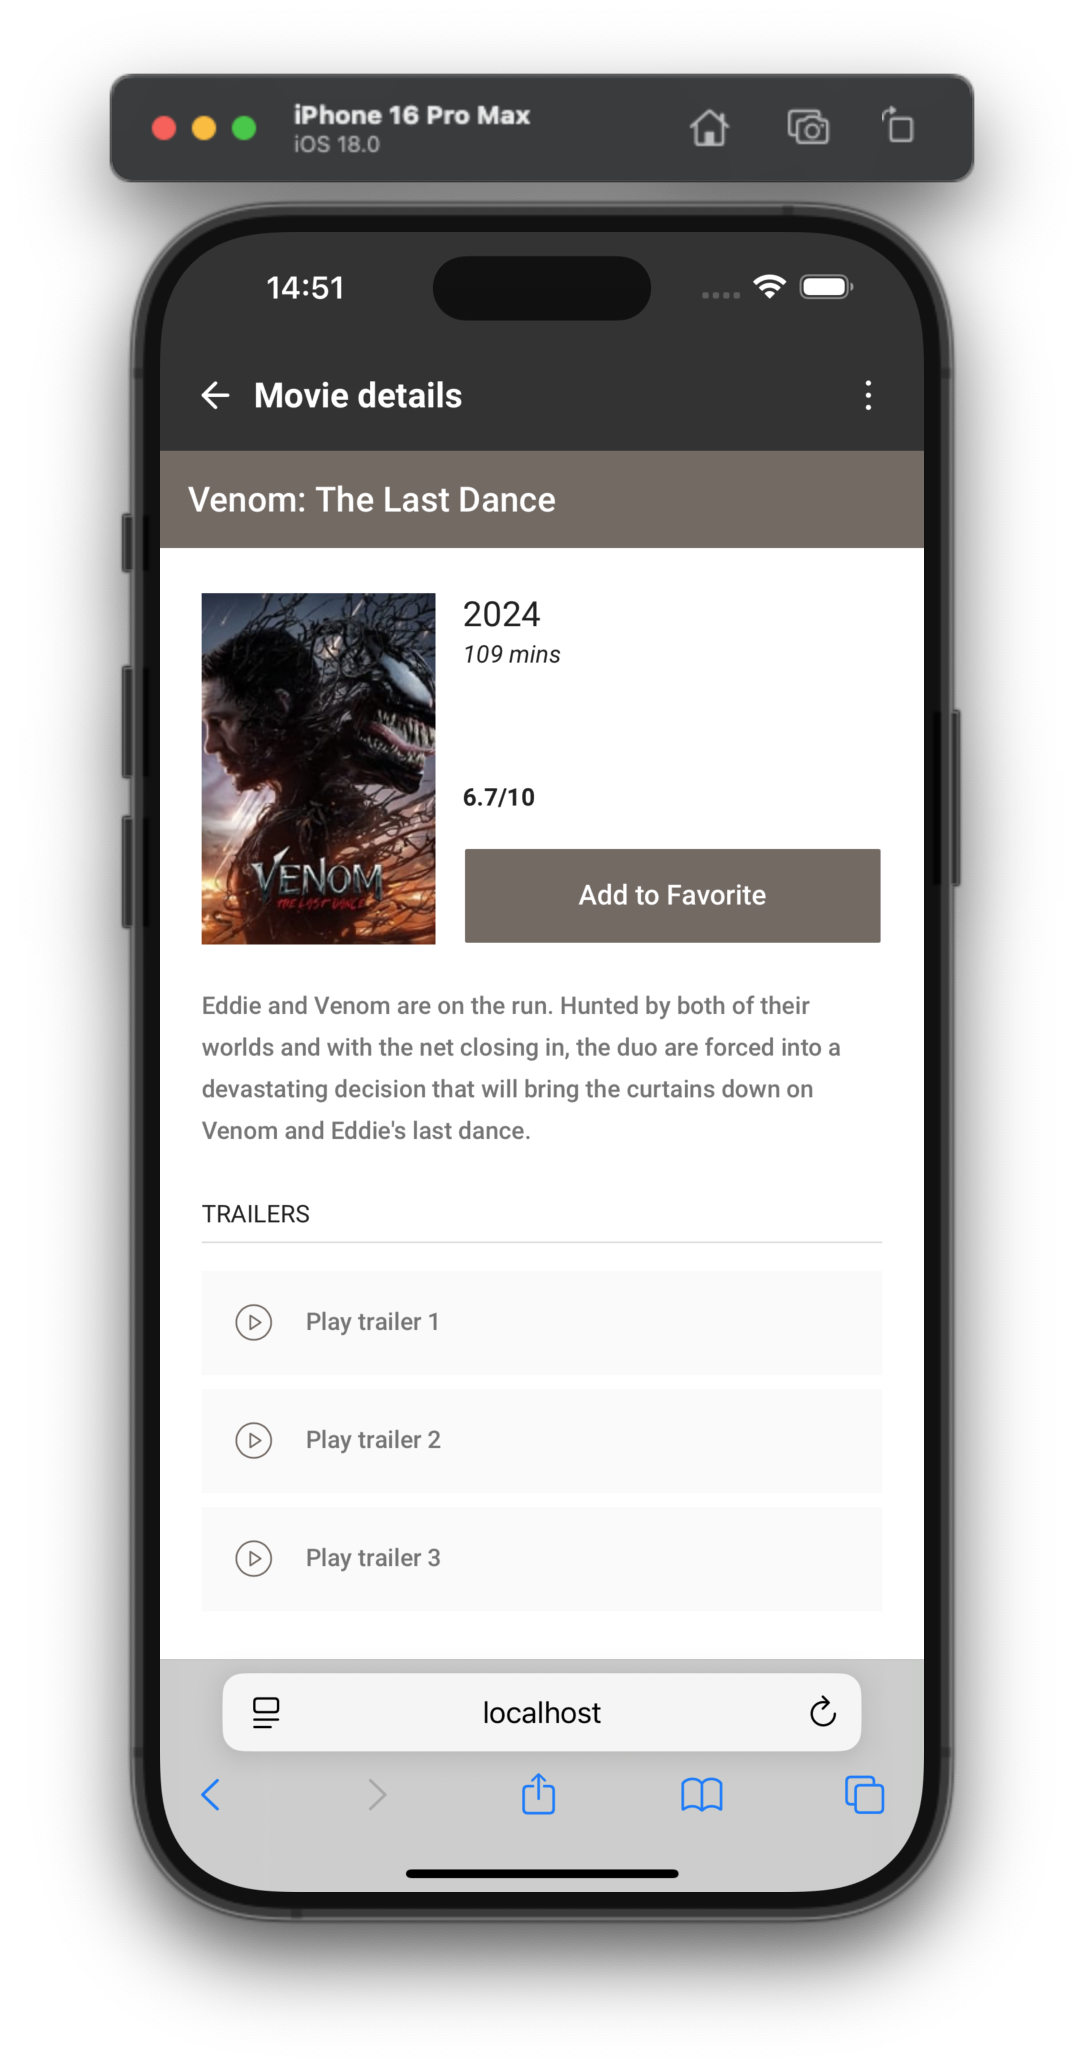 iPhone 16 Pro Max
iOS 18.0
14:51
Movie details
Venom: The Last Dance
2024
109 mins
6.7/10
VENOM
THE LAST DANCE
Add to Favorite
Eddie and Venom are on the run. Hunted by both of their
worlds and with the net closing in, the duo are forced into a
devastating decision that will bring the curtains down on
Venom and Eddie's last dance.
TRAILERS
Play trailer 1
Play trailer 2
Play trailer 3
localhost